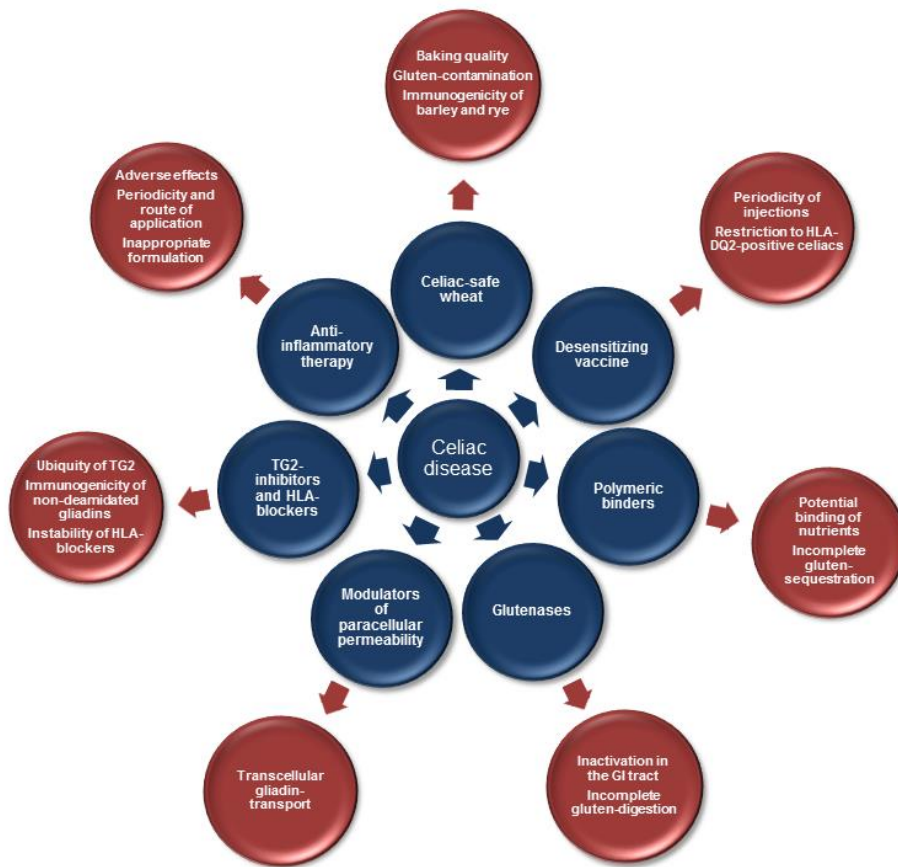 Baking quality
Gluten-contamination
Immunogenicity of
barley and rye
Adverse effects
Periodicity and
route of
application
Inappropriate
formulation
Periodicity of
injections
Restriction to HLA-
DQ2-positive celiacs
Celiac-safe
wheat
Anti-
inflammatory
therapy
Desensitizing
vaccine
Celiac
disease
Ubiquity of TG2
Immunogenicity of
non-deamidated
gliadins
Instability of HLA-
blockers
TG2-
inhibitors
and HLA-
blockers
Polymeric
binders
Potential
binding of
nutrients
Incomplete
gluten-
sequestration
Modulators
of
paracellular
permeability
Glutenases
Transcellular
gliadin-
transport
Inactivation in
the GI tract
Incomplete
gluten-digestion